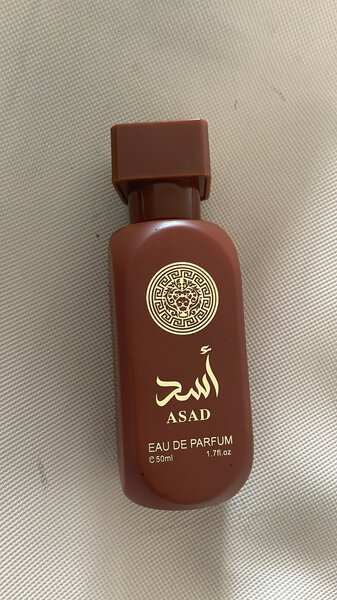 أسد
ASAD
EAU DE PARFUM
℮50ml 1.7fl.oz